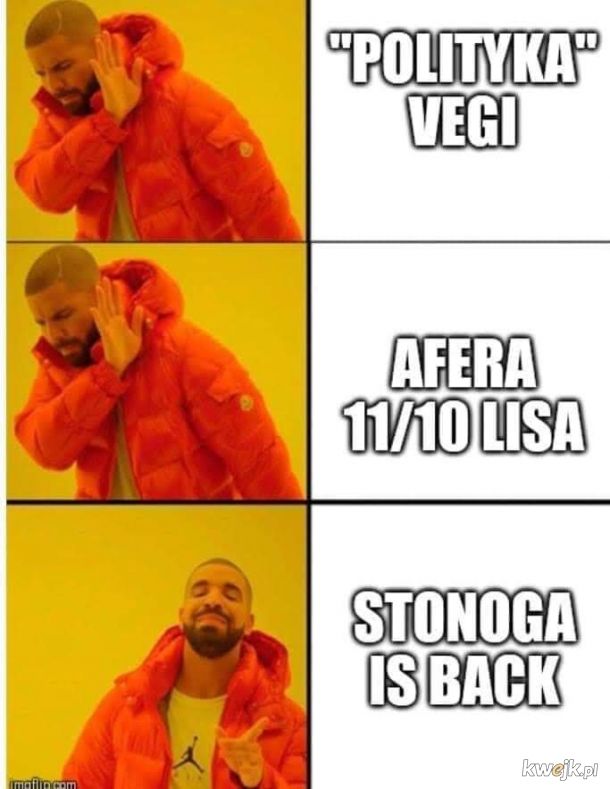 "POLITYKA"
VEGI
AFERA
11/10 LISA
STONOGA
IS BACK
imgflip.com
kwejk.pl